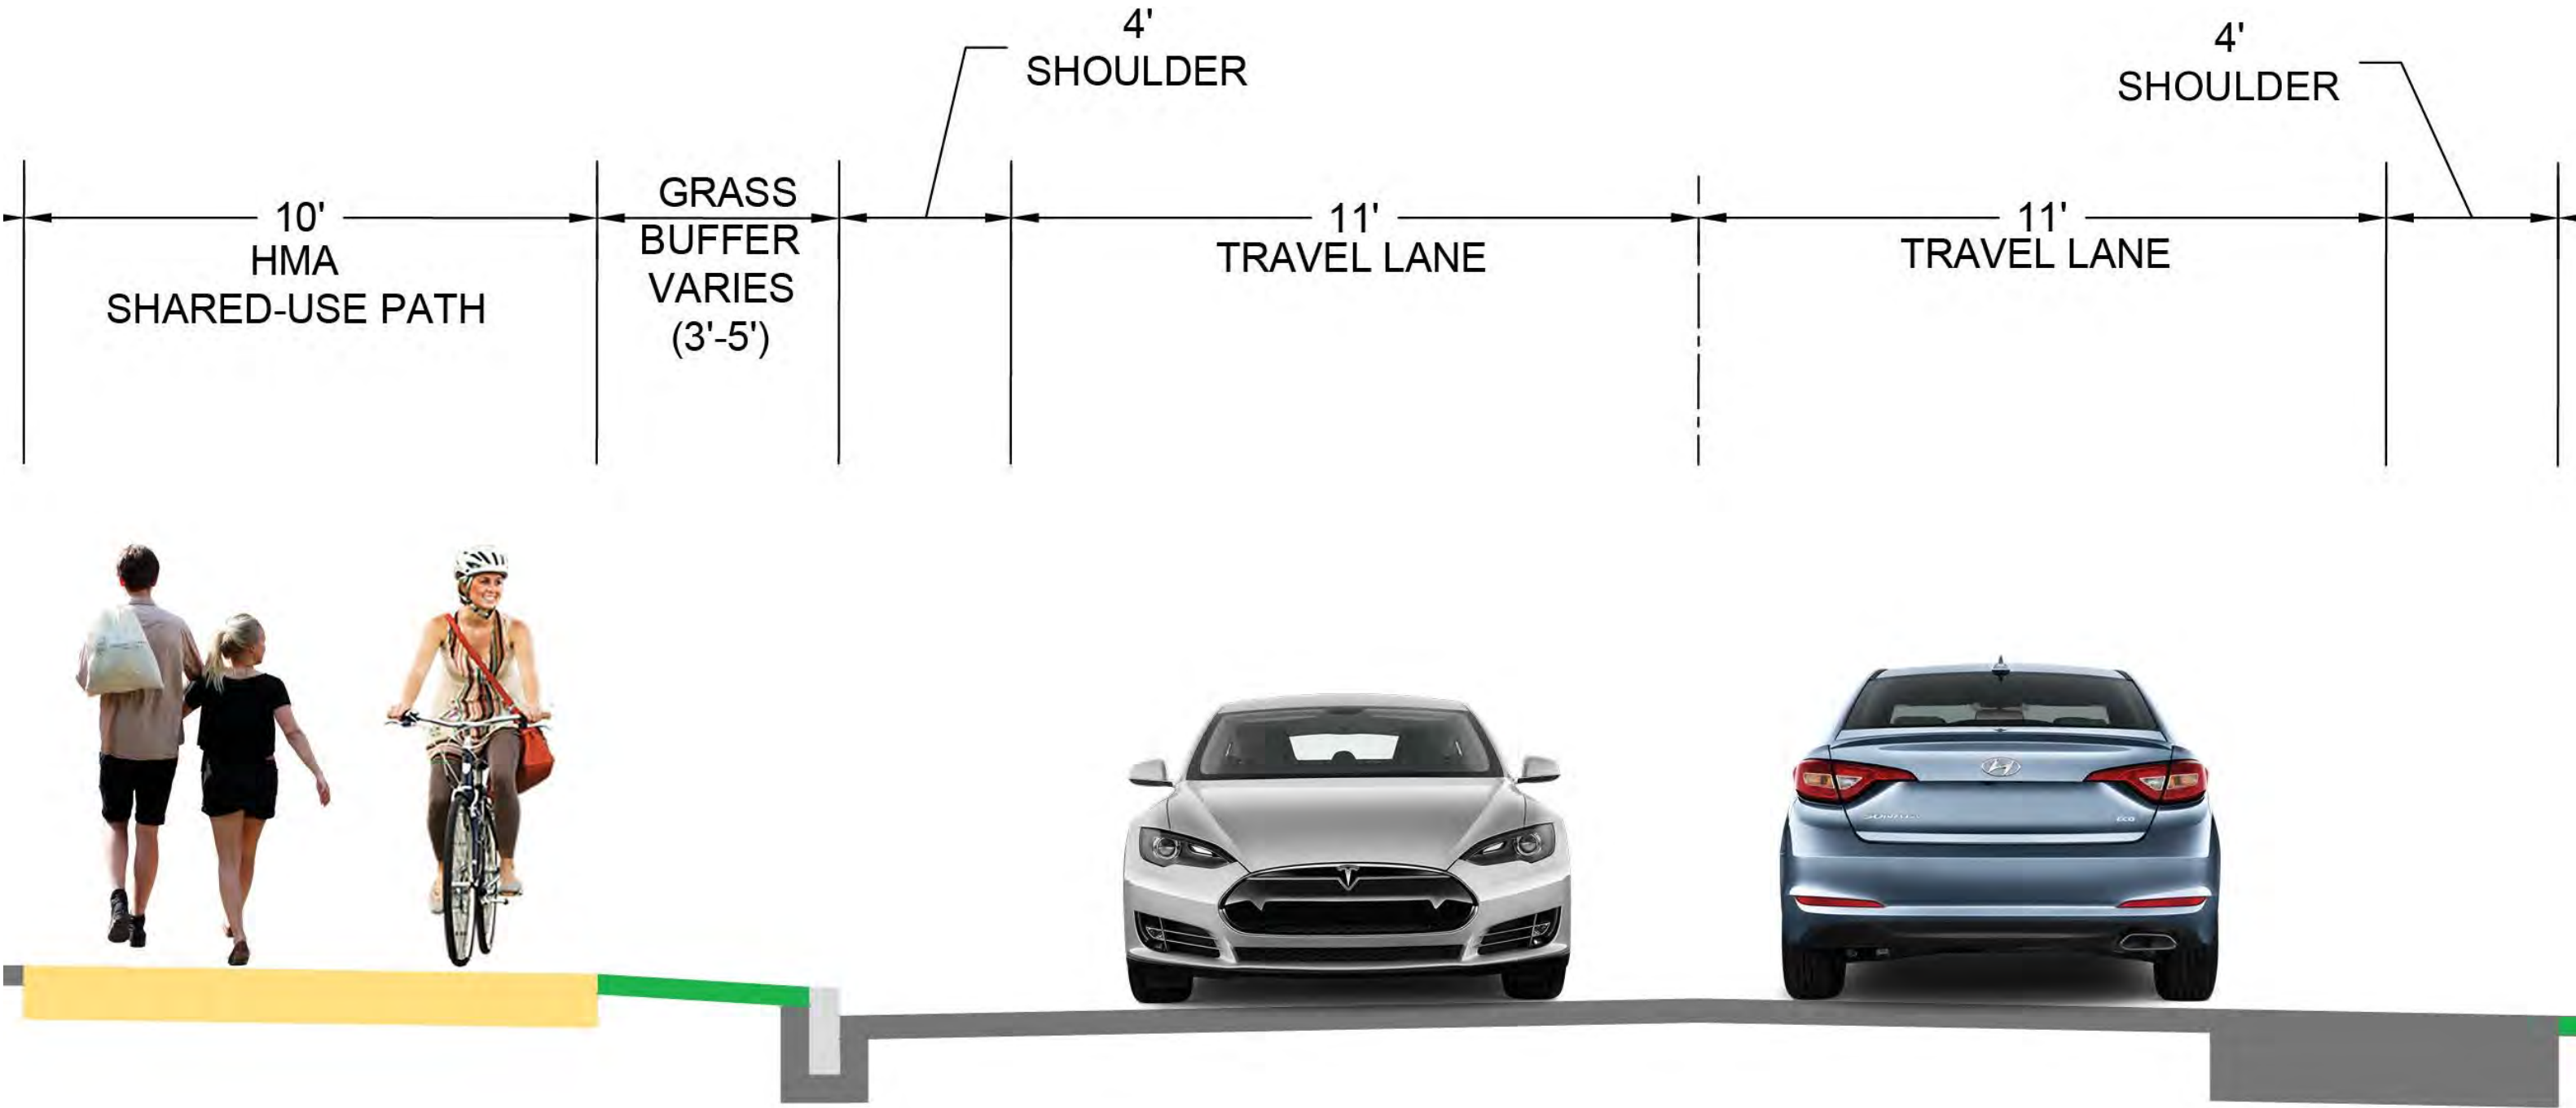 4'
SHOULDER
4'
SHOULDER
10'
HMA
SHARED-USE PATH
GRASS
BUFFER
VARIES
(3'-5')
11'
TRAVEL LANE
11'
TRAVEL LANE